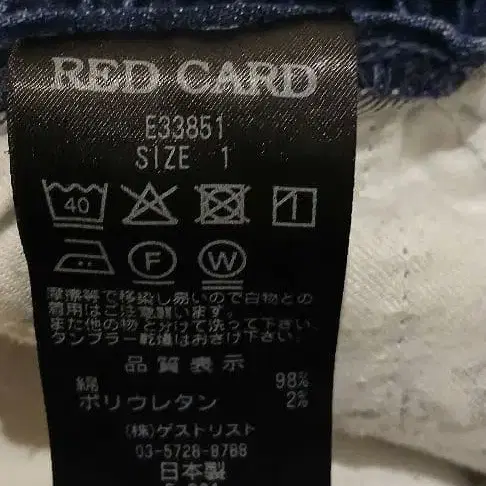 RED CARD
E33851
SIZE 1
40
F W
摩擦等で移染し易いので白物との
着用はご注意願います。
また他の物と分けて洗って下さい。
タンブラー乾燥はおさけ下さい。
品質表示
綿 98%
ポリウレタン 2%
(株)ゲストリスト
03-5728-8788
日本製